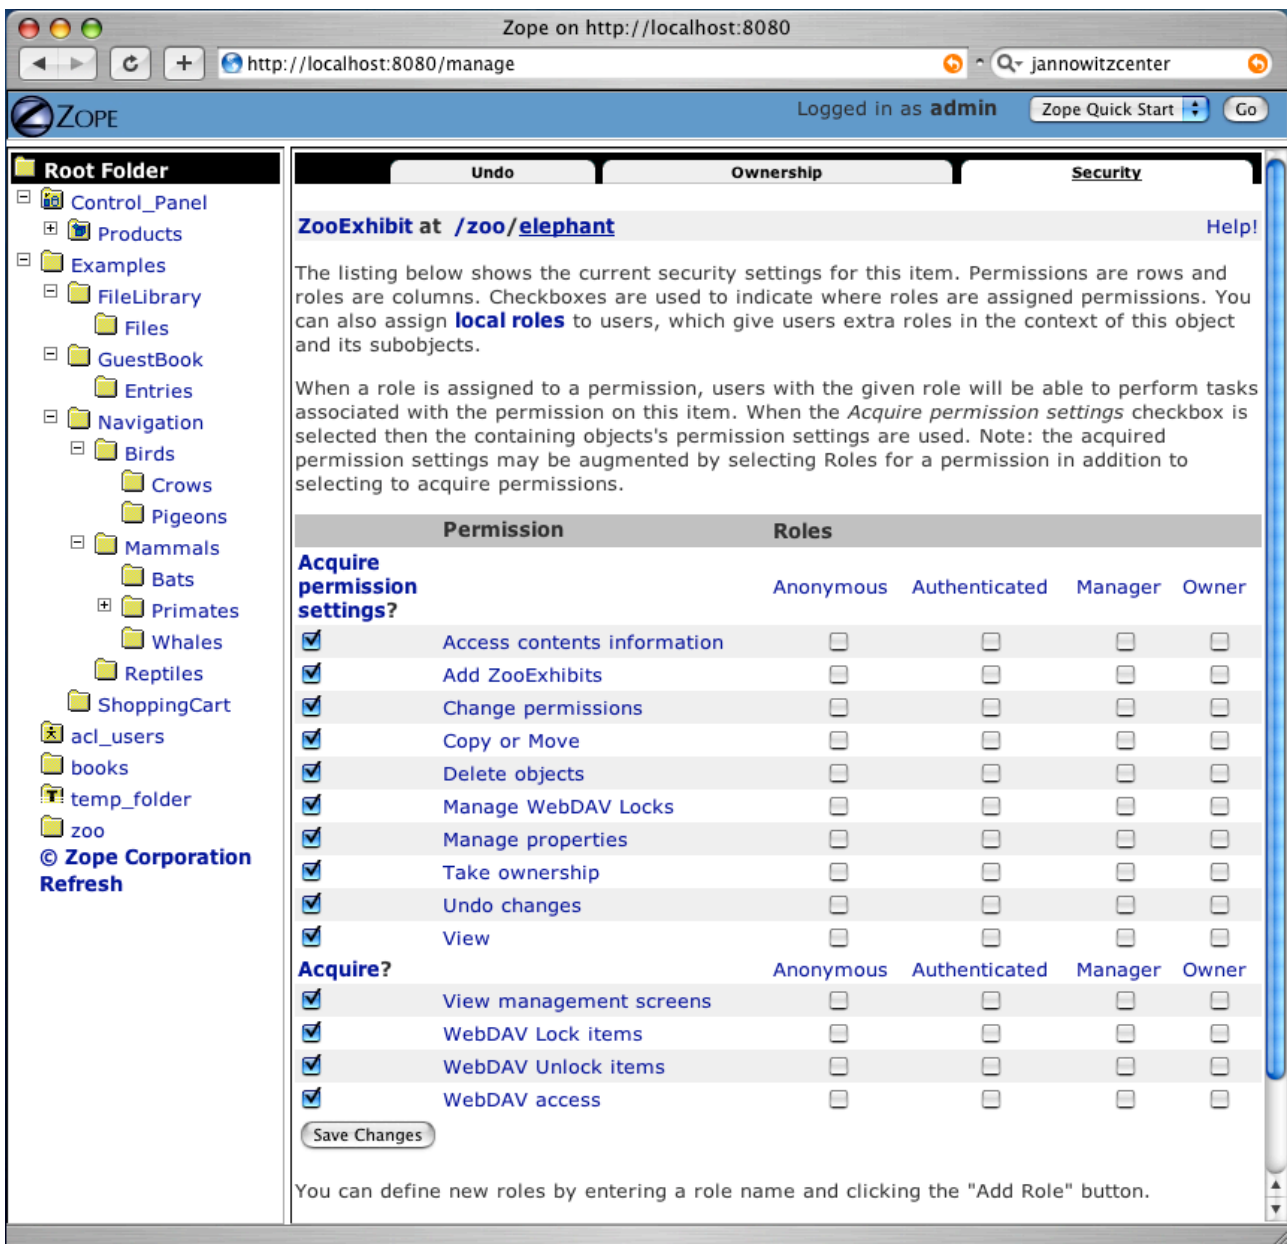 Zope on http://localhost:8080
http://localhost:8080/manage
jannowitzcenter
ZOPE
Logged in as admin
Zope Quick Start
Go
Root Folder
Control_Panel
Products
Examples
FileLibrary
Files
GuestBook
Entries
Navigation
Birds
Crows
Pigeons
Mammals
Bats
Primates
Whales
Reptiles
ShoppingCart
acl_users
books
temp_folder
zoo
© Zope Corporation
Refresh
Undo Ownership Security
ZooExhibit at /zoo/elephant Help!
The listing below shows the current security settings for this item. Permissions are rows and
roles are columns. Checkboxes are used to indicate where roles are assigned permissions. You
can also assign local roles to users, which give users extra roles in the context of this object
and its subobjects.
When a role is assigned to a permission, users with the given role will be able to perform tasks
associated with the permission on this item. When the Acquire permission settings checkbox is
selected then the containing objects's permission settings are used. Note: the acquired
permission settings may be augmented by selecting Roles for a permission in addition to
selecting to acquire permissions.
Permission Roles
Acquire
permission
settings?
Anonymous Authenticated Manager Owner
Access contents information
Add ZooExhibits
Change permissions
Copy or Move
Delete objects
Manage WebDAV Locks
Manage properties
Take ownership
Undo changes
View
Acquire? Anonymous Authenticated Manager Owner
View management screens
WebDAV Lock items
WebDAV Unlock items
WebDAV access
Save Changes
You can define new roles by entering a role name and clicking the "Add Role" button.